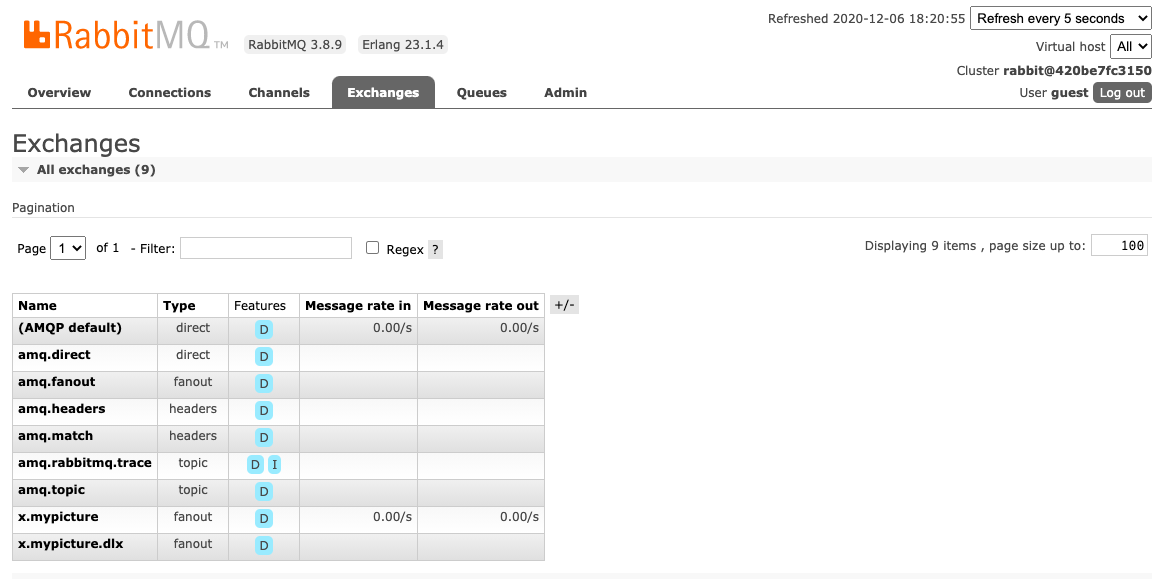 RabbitMQ TM RabbitMQ 3.8.9 Erlang 23.1.4
Refreshed 2020-12-06 18:20:55 Refresh every 5 seconds
Virtual host All
Cluster rabbit@420be7fc3150
User guest Log out
Overview Connections Channels Exchanges Queues Admin
Exchanges
All exchanges (9)
Pagination
Page 1 of 1 - Filter: Regex ? Displaying 9 items , page size up to: 100
Name Type Features Message rate in Message rate out +/-
(AMQP default) direct D 0.00/s 0.00/s
amq.direct direct D
amq.fanout fanout D
amq.headers headers D
amq.match headers D
amq.rabbitmq.trace topic D I
amq.topic topic D
x.mypicture fanout D 0.00/s 0.00/s
x.mypicture.dlx fanout D